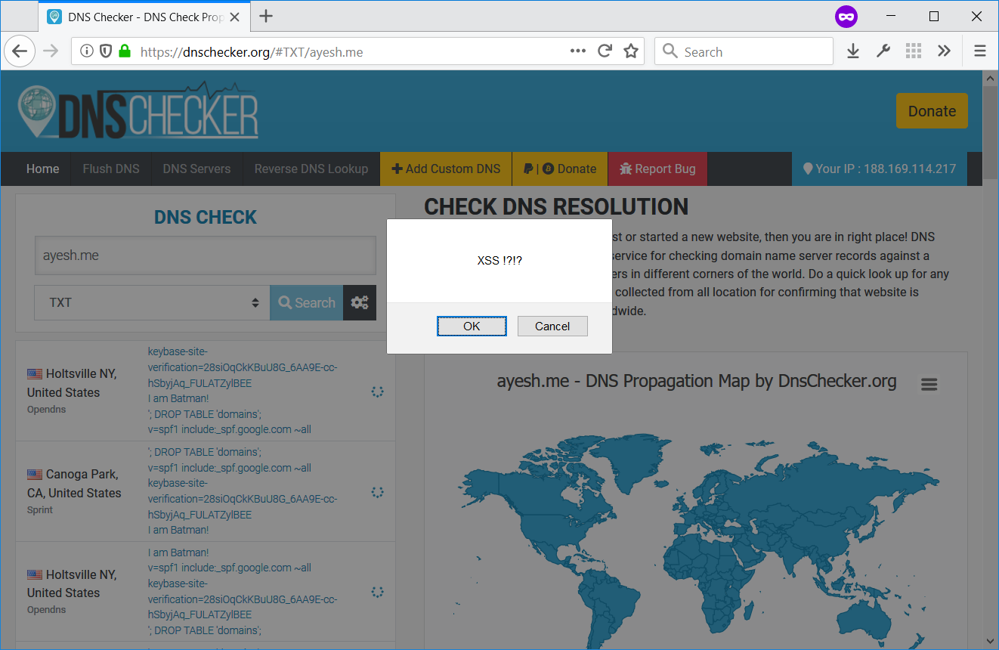 DNS Checker - DNS Check Prop
https://dnschecker.org/#TXT/ayesh.me
Search
DNSCHECKER
Donate
Home
Flush DNS
DNS Servers
Reverse DNS Lookup
Add Custom DNS
| Donate
Report Bug
Your IP : 188.169.114.217
DNS CHECK
ayesh.me
TXT
Search
Holtsville NY,
United States
Opendns
keybase-site-
verification=28siOqCkKBuU8G_6AA9E-cc-
hSbyjAq_FULATZylBEE
I am Batman!
'; DROP TABLE 'domains';
v=spf1 include:_spf.google.com ~all
Canoga Park,
CA, United States
Sprint
'; DROP TABLE 'domains';
v=spf1 include:_spf.google.com ~all
keybase-site-
verification=28siOqCkKBuU8G_6AA9E-cc-
hSbyjAq_FULATZylBEE
I am Batman!
Holtsville NY,
United States
Opendns
I am Batman!
v=spf1 include:_spf.google.com ~all
keybase-site-
verification=28siOqCkKBuU8G_6AA9E-cc-
hSbyjAq_FULATZylBEE
'; DROP TABLE 'domains';
CHECK DNS RESOLUTION
st or started a new website, then you are in right place! DNS
service for checking domain name server records against a
ers in different corners of the world. Do a quick look up for any
collected from all location for confirming that website is
dwide.
XSS !?!?
OK
Cancel
ayesh.me - DNS Propagation Map by DnsChecker.org